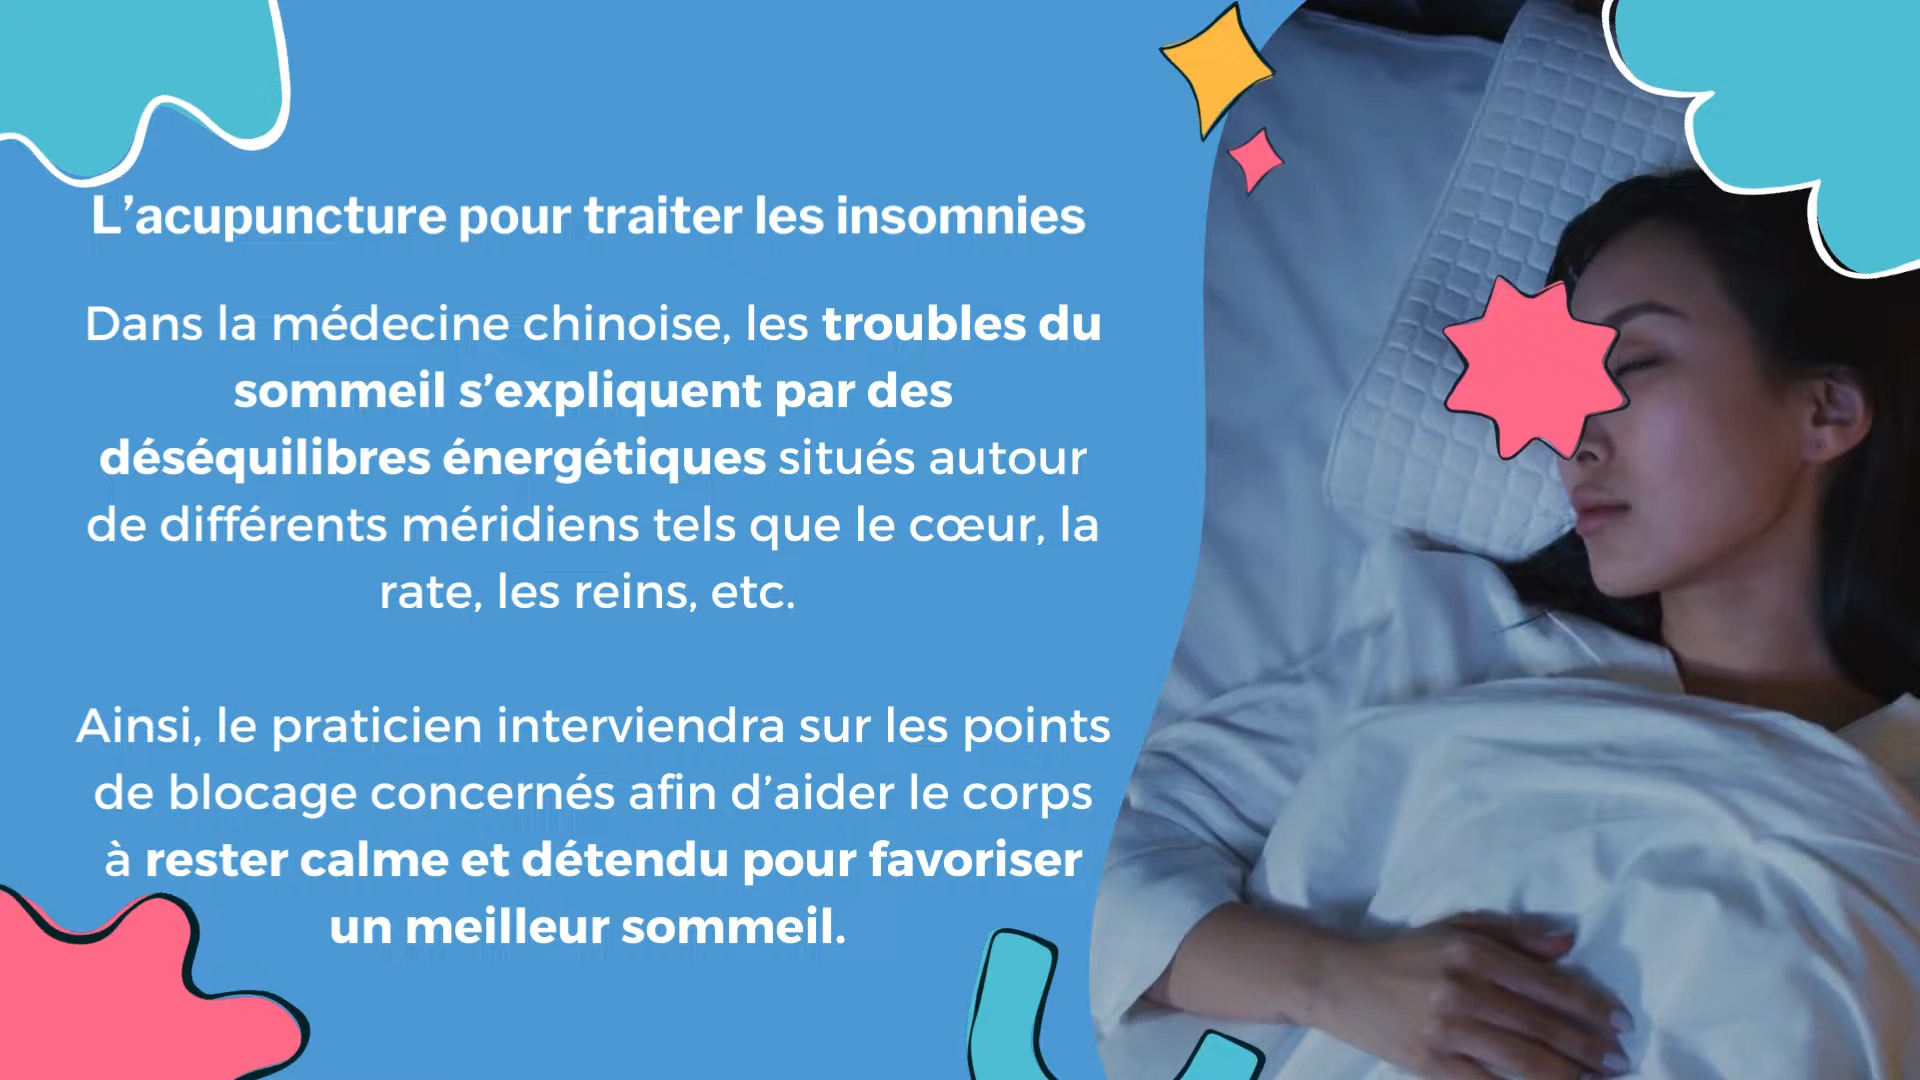 L’acupuncture pour traiter les insomnies
Dans la médecine chinoise, les troubles du
sommeil s’expliquent par des
déséquilibres énergétiques situés autour
de différents méridiens tels que le cœur, la
rate, les reins, etc.
Ainsi, le praticien interviendra sur les points
de blocage concernés afin d’aider le corps
à rester calme et détendu pour favoriser
un meilleur sommeil.